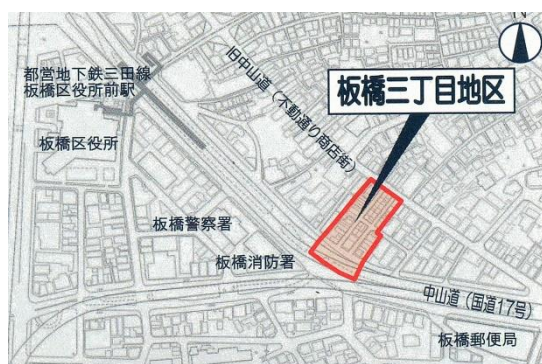 N
都営地下鉄三田線
板橋区役所前駅
旧中山道(不動通り商店街)
板橋三丁目地区
板橋区役所
板橋警察署
板橋消防署
中山道(国道17号)
板橋郵便局